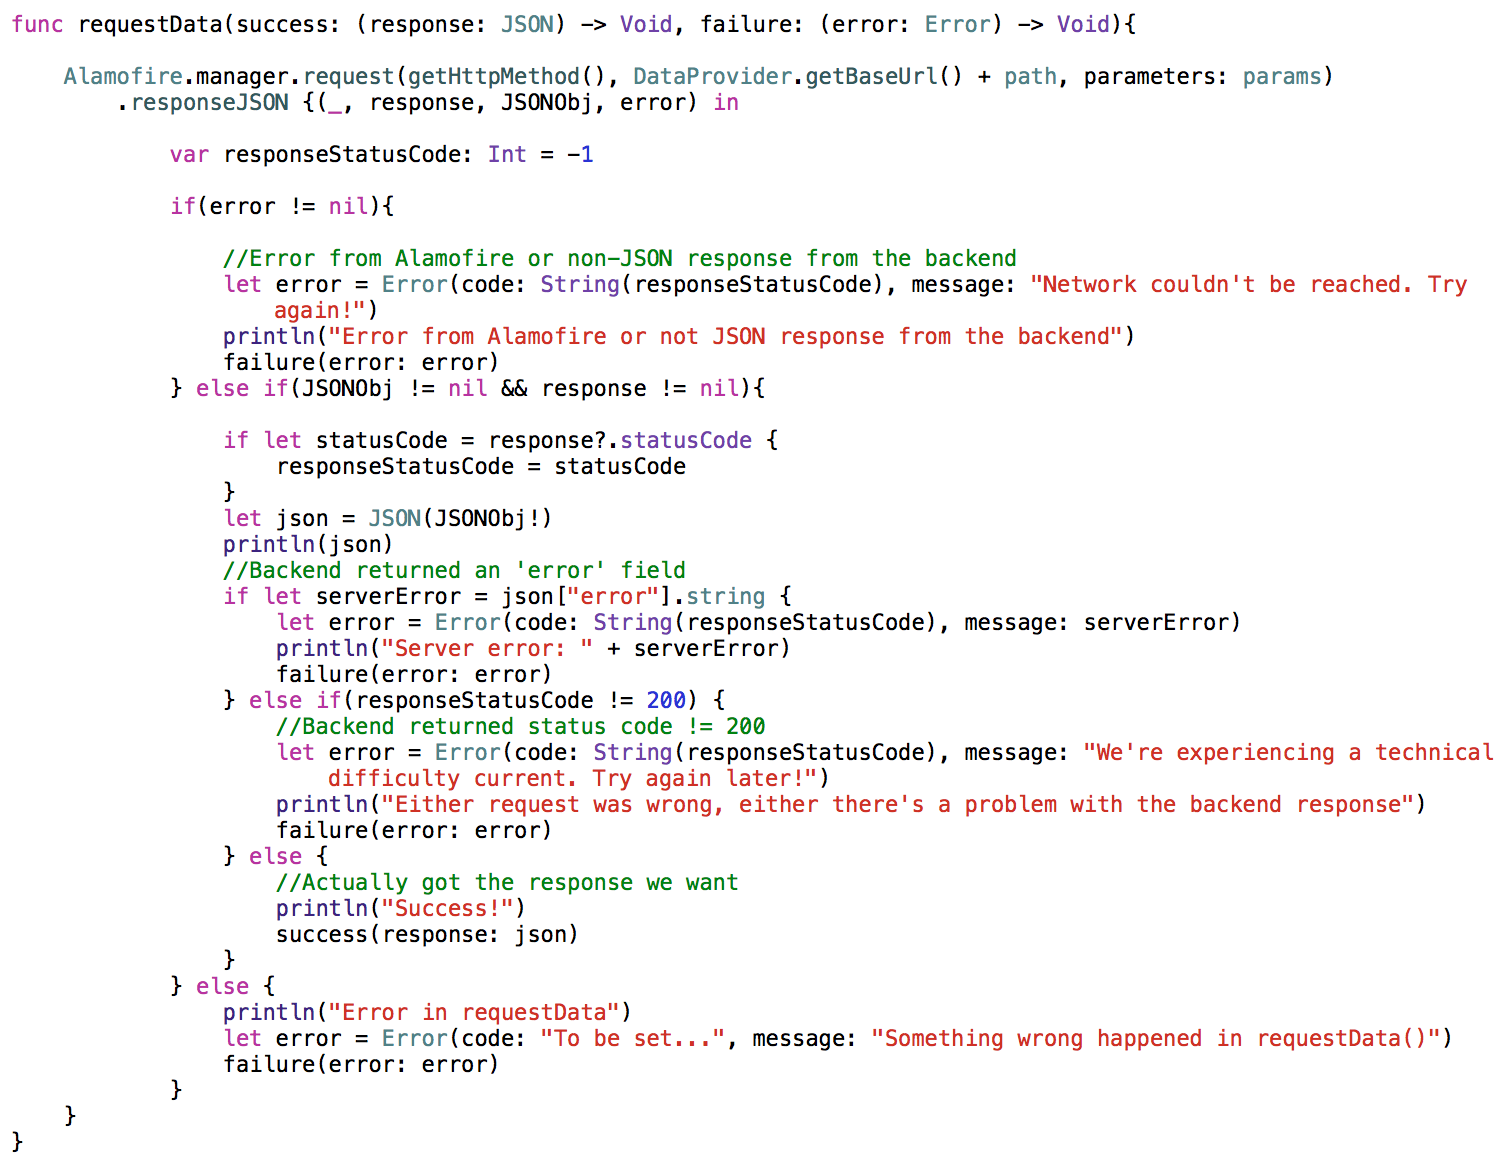 func requestData(success: (response: JSON) -> Void, failure: (error: Error) -> Void){
Alamofire.manager.request(getHttpMethod(), DataProvider.getBaseUrl() + path, parameters: params)
.responseJSON {(_, response, JSONObj, error) in
var responseStatusCode: Int = -1
if(error != nil){
//Error from Alamofire or non-JSON response from the backend
let error = Error(code: String(responseStatusCode), message: "Network couldn't be reached. Try
again!")
println("Error from Alamofire or not JSON response from the backend")
failure(error: error)
} else if(JSONObj != nil && response != nil){
if let statusCode = response?.statusCode {
responseStatusCode = statusCode
}
let json = JSON(JSONObj!)
println(json)
//Backend returned an 'error' field
if let serverError = json["error"].string {
let error = Error(code: String(responseStatusCode), message: serverError)
println("Server error: " + serverError)
failure(error: error)
} else if(responseStatusCode != 200) {
//Backend returned status code != 200
let error = Error(code: String(responseStatusCode), message: "We're experiencing a technical
difficulty current. Try again later!")
println("Either request was wrong, either there's a problem with the backend response")
failure(error: error)
} else {
//Actually got the response we want
println("Success!")
success(response: json)
}
} else {
println("Error in requestData")
let error = Error(code: "To be set...", message: "Something wrong happened in requestData()")
failure(error: error)
}
}
}